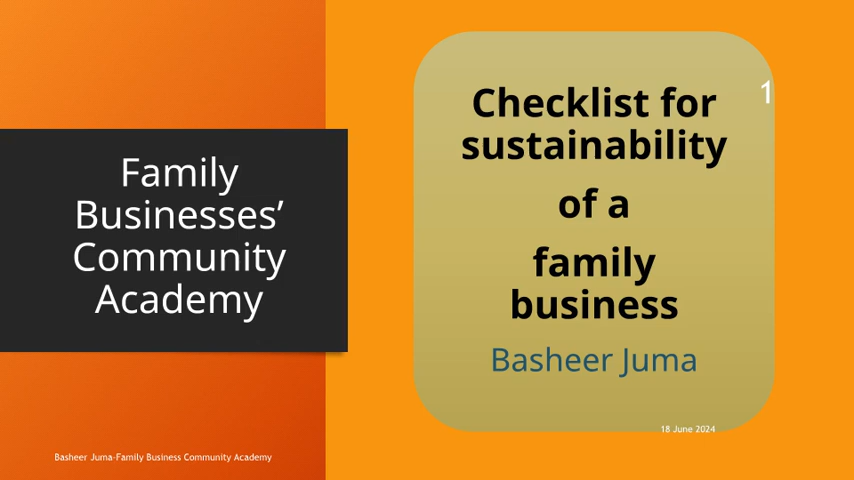 Family
Businesses’
Community
Academy
1
Checklist for
sustainability
of a
family
business
Basheer Juma
18 June 2024
Basheer Juma-Family Business Community Academy